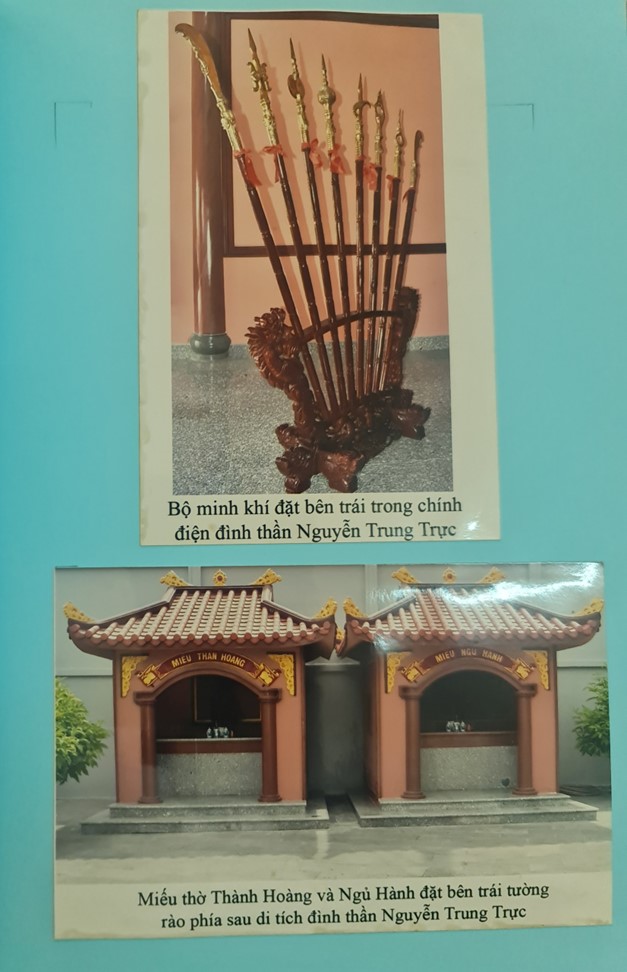 Bộ minh khí đặt bên trái trong chính
điện đình thần Nguyễn Trung Trực
MIẾU THẦN HOÀNG
MIẾU NGŨ HÀNH
Miếu thờ Thành Hoàng và Ngủ Hành đặt bên trái tường
rào phía sau di tích đình thần Nguyễn Trung Trực